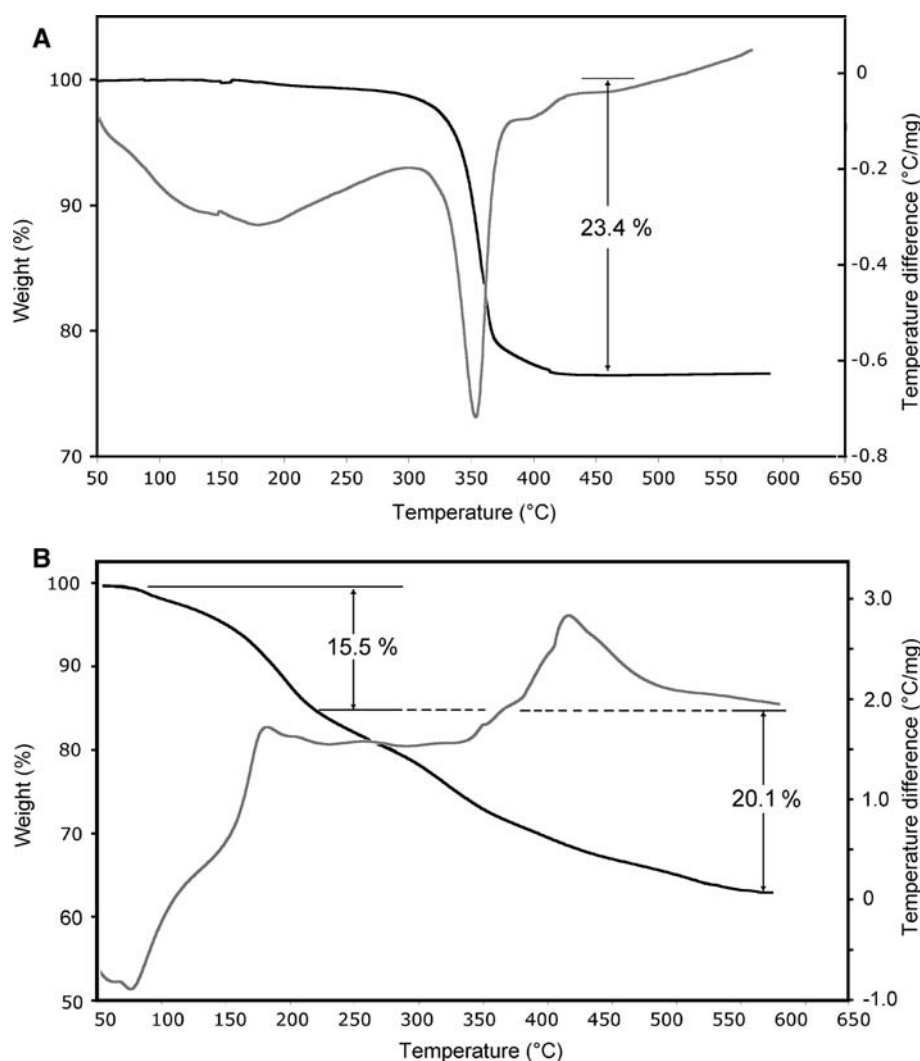 A
100
90
80
70
Weight (%)
23.4 %
0
-0.2
-0.4
-0.6
-0.8
Temperature difference (°C/mg)
50 100 150 200 250 300 350 400 450 500 550 600 650
Temperature (°C)
B
100
90
80
70
60
50
Weight (%)
15.5 %
20.1 %
3.0
2.0
1.0
0
-1.0
Temperature difference (°C/mg)
50 100 150 200 250 300 350 400 450 500 550 600 650
Temperature (°C)